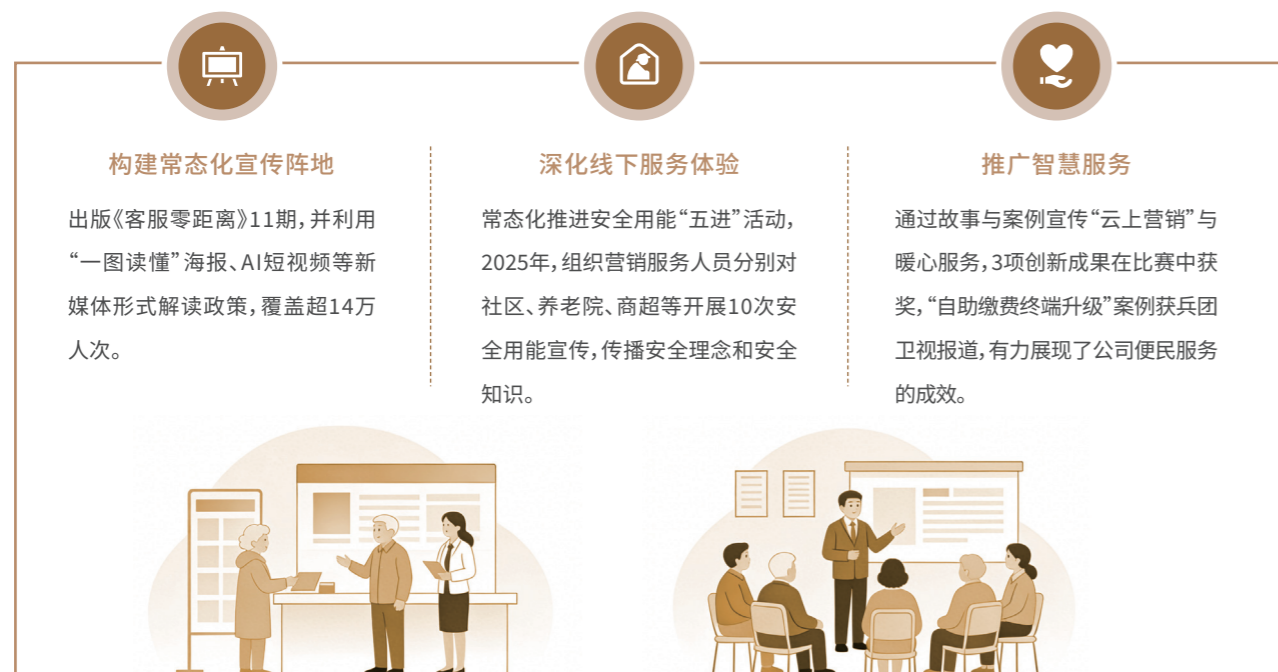 构建常态化宣传阵地
出版《客服零距离》11期，并利用
“一图读懂”海报、AI短视频等新
媒体形式解读政策，覆盖超14万
人次。
深化线下服务体验
常态化推进安全用能“五进”活动，
2025年，组织营销服务人员分别对
社区、养老院、商超等开展10次安
全用能宣传，传播安全理念和安全
知识。
推广智慧服务
通过故事与案例宣传“云上营销”与
暖心服务，3项创新成果在比赛中获
奖，“自助缴费终端升级”案例获兵团
卫视报道，有力展现了公司便民服务
的成效。